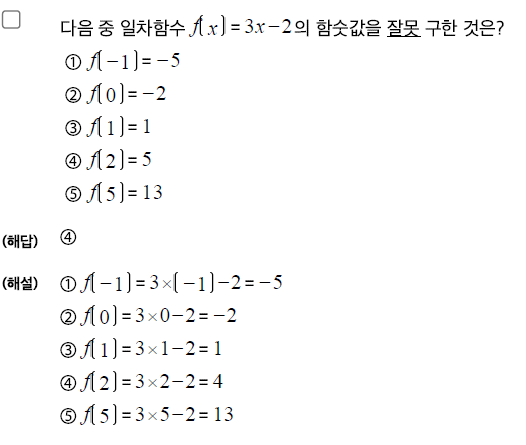 다음 중 일차함수 f(x)=3x-2의 함숫값을 잘못 구한 것은?
① f(-1)=-5
② f(0)=-2
③ f(1)=1
④ f(2)=5
⑤ f(5)=13
(해답) ④
(해설) ① f(-1)=3×(-1)-2=-5
② f(0)=3×0-2=-2
③ f(1)=3×1-2=1
④ f(2)=3×2-2=4
⑤ f(5)=3×5-2=13